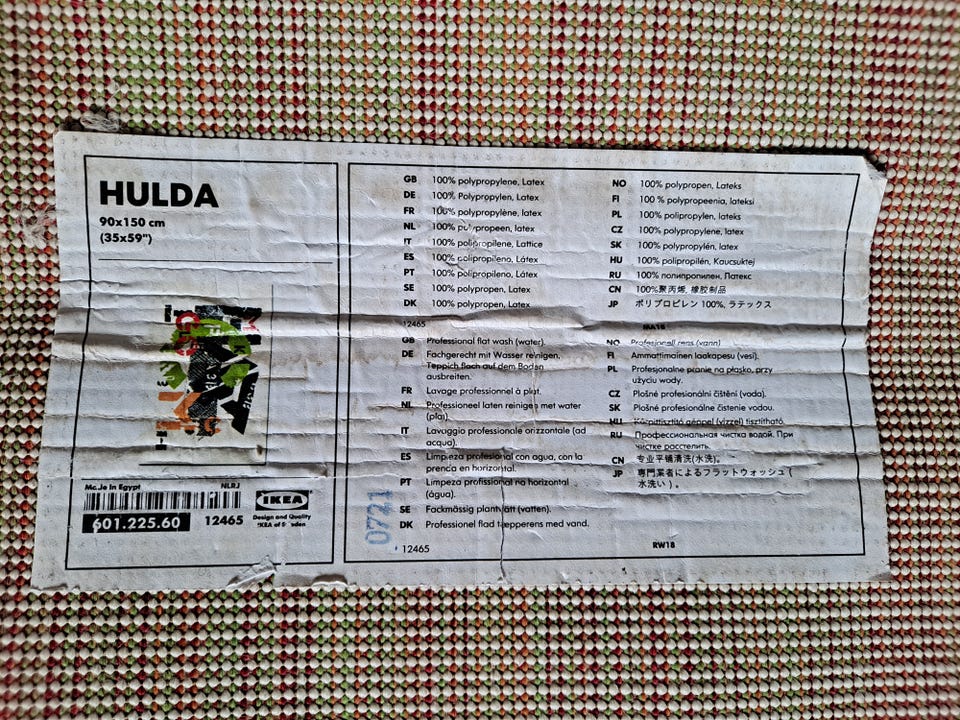 HULDA
90x150 cm
(35x59")
Made in Egypt
NLRJ
601.225.60
12465
IKEA
Design and Quality
IKEA of Sweden
GB 100% polypropylene, Latex
DE 100% Polypropylen, Latex
FR 100% polypropylène, latex
NL 100% polypropeen, latex
IT 100% polipropilene, Lattice
ES 100% polipropileno, Látex
PT 100% polipropileno, Látex
SE 100% polypropen, Latex
DK 100% polypropen, Latex
12465
GB Professional flat wash (water).
DE Fachgerecht mit Wasser reinigen.
Teppich flach auf dem Boden
ausbreiten.
FR Lavage professionnel à plat.
NL Professioneel laten reinigen met water
(plat).
IT Lavaggio professionale orizzontale (ad
acqua).
ES Limpieza profesional con agua, con la
prenda en horizontal.
PT Limpeza profissional na horizontal
(água).
SE Fackmässig plantvätt (vatten).
DK Professionel flad tæpperens med vand.
0721
12465
NO 100% polypropen, Lateks
FI 100 % polypropeenia, lateksi
PL 100% polipropylen, lateks
CZ 100% polypropylene, latex
SK 100% polypropylén, latex
HU 100% polipropilén, Kaucsuktej
RU 100% полипропилен, Латекс
CN 100%聚丙烯, 橡胶制品
JP ポリプロピレン 100%, ラテックス
NO Profesjonell rens (vann)
FI Ammattimainen laakapesu (vesi).
PL Profesjonalne pranie na płasko, przy
użyciu wody.
CZ Plošné profesionální čištění (voda).
SK Plošné profesionálne čistenie vodou.
HU Kárpittisztító géppel (vízzel) tisztítható.
RU Профессиональная чистка водой. При
чистке расстелить.
CN 专业平铺清洗(水洗)。
JP 専門業者によるフラットウォッシュ(
水洗い)。
RW18